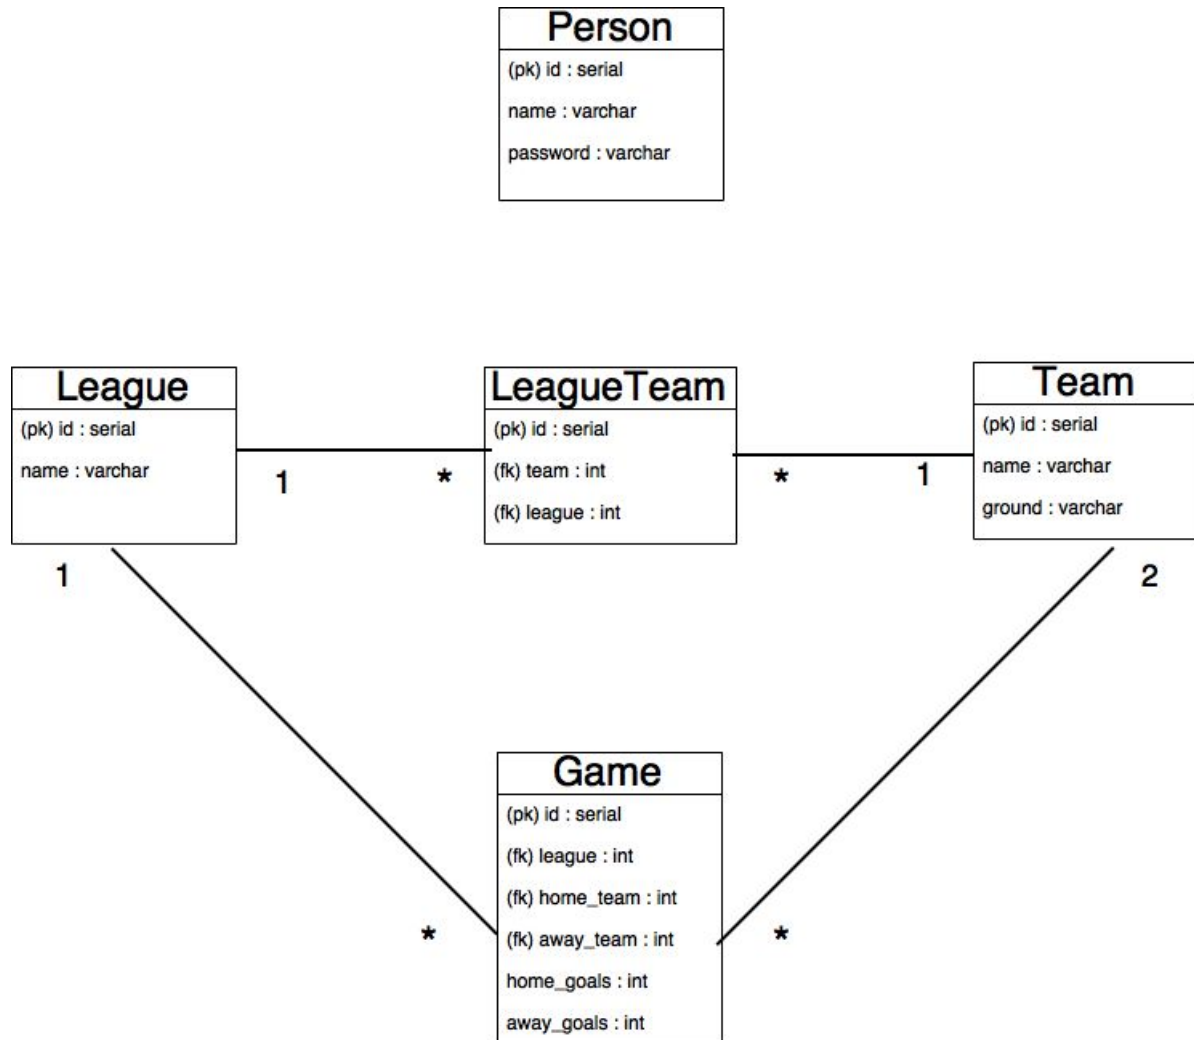 Person
(pk) id : serial
name : varchar
password : varchar
League
(pk) id : serial
name : varchar
LeagueTeam
(pk) id : serial
(fk) team : int
(fk) league : int
Team
(pk) id : serial
name : varchar
ground : varchar
1
*
*
1
1
2
Game
(pk) id : serial
(fk) league : int
(fk) home_team : int
(fk) away_team : int
home_goals : int
away_goals : int
*
*